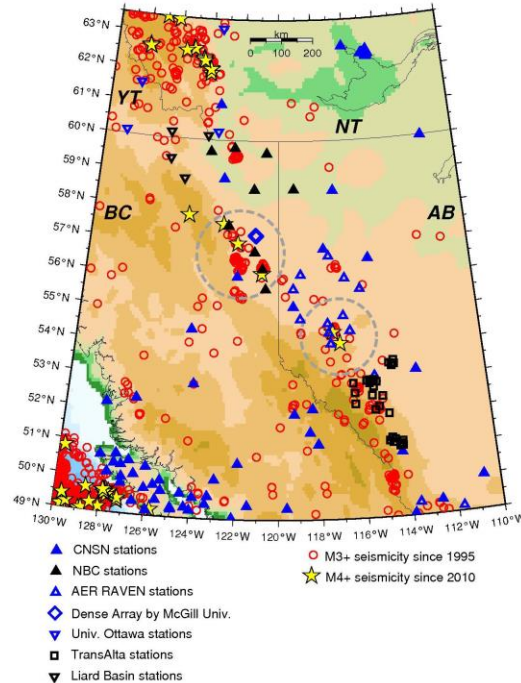 63°N
62°N
61°N
60°N
59°N
58°N
57°N
56°N
55°N
54°N
53°N
52°N
51°N
50°N
49°N
km
0 100 200
YT
NT
BC
AB
130°W
128°W
126°W
124°W
122°W
120°W
118°W
116°W
114°W
112°W
110°W
CNSN stations
NBC stations
AER RAVEN stations
Dense Array by McGill Univ.
Univ. Ottawa stations
TransAlta stations
Liard Basin stations
M3+ seismicity since 1995
M4+ seismicity since 2010